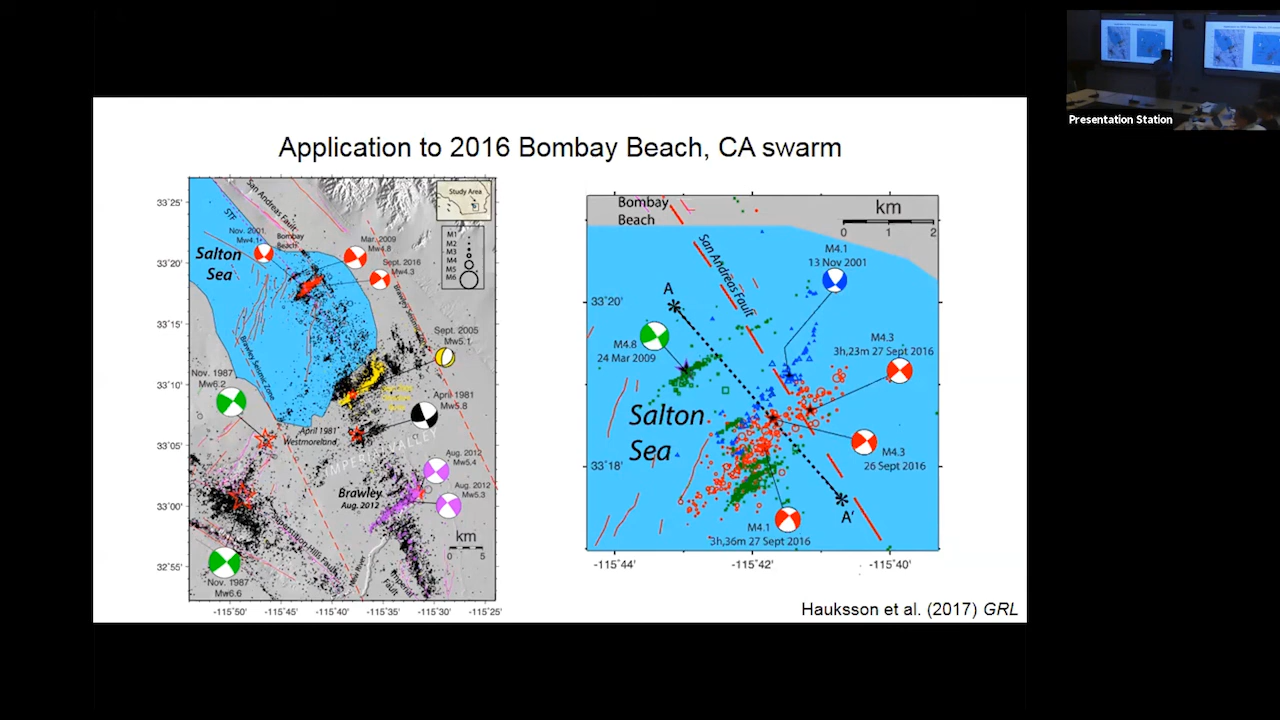 Presentation Station
Application to 2016 Bombay Beach, CA swarm
San Andreas Fault
STF
Study Area
Nov. 2001
Mw4.1
Bombay
Beach
Mar. 2009
Mw4.8
Salton
Sea
Sept. 2016
Mw4.3
M1
M2
M3
M4
M5
M6
Brawley Seismic
Brawley Seismic Zone
Sept. 2005
Mw5.1
Nov. 1987
Mw6.2
April 1981
Mw5.8
April 1981
Westmoreland
IMPERIAL VALLEY
Aug. 2012
Mw5.4
Aug. 2012
Mw5.3
Brawley
Aug. 2012
km
0 5
Imperial
Fault
Nov. 1987
Mw6.6
33°25'
33°20'
33°15'
33°10'
33°05'
33°00'
32°55'
-115°50' -115°45' -115°40' -115°35' -115°30' -115°25'
Bombay
Beach
km
0 1 2
San Andreas Fault
M4.1
13 Nov 2001
33°20'
A
M4.8
24 Mar 2009
M4.3
3h,23m 27 Sept 2016
Salton
Sea
M4.3
26 Sept 2016
33°18'
A'
M4.1
3h,36m 27 Sept 2016
-115°44' -115°42' -115°40'
Hauksson et al. (2017) GRL